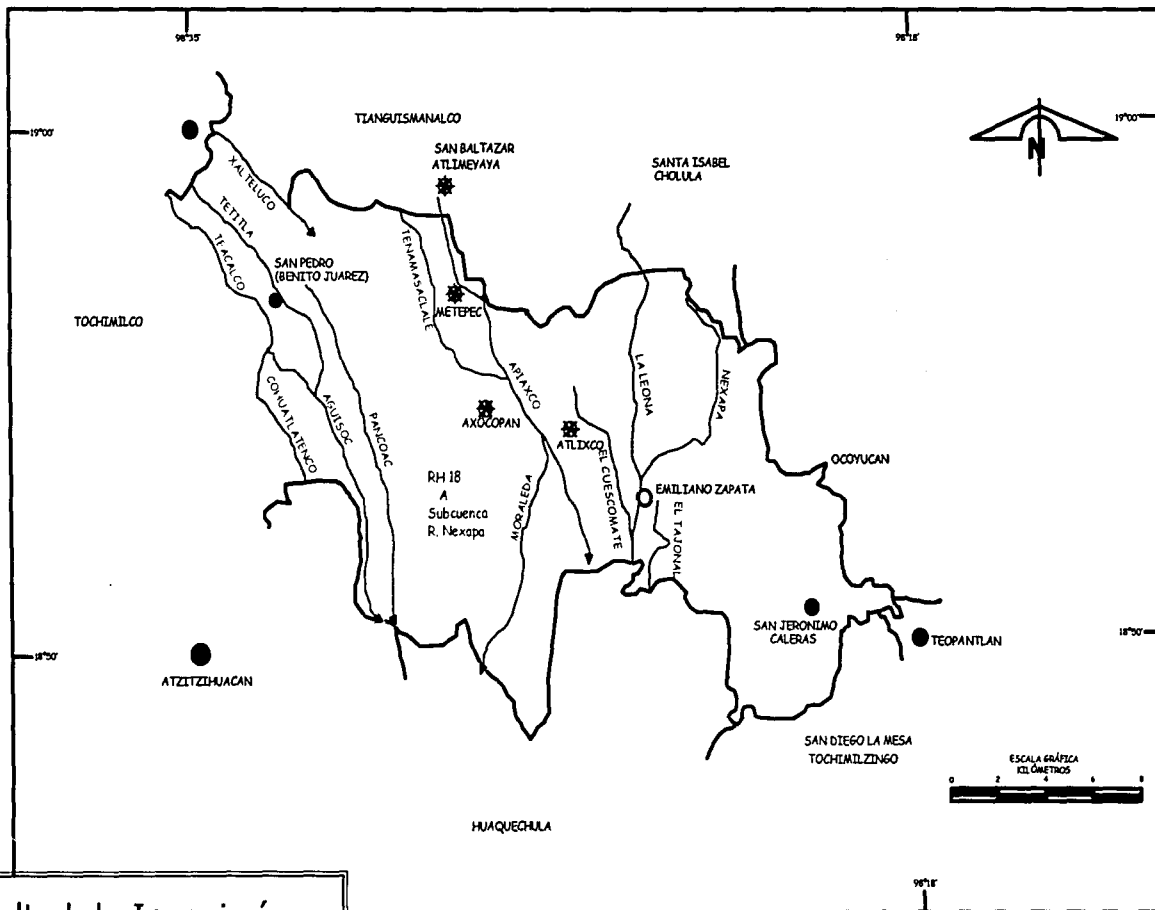 98°35'
98°18'
19°00'
19°00'
TIANGUISMANALCO
SAN BALTAZAR
ATLIMEYAYA
SANTA ISABEL
CHOLULA
N
XALTELUCO
TETITLA
TEACALCO
TENAMASACLALE
SAN PEDRO
(BENITO JUAREZ)
METEPEC
TOCHIMILCO
LA LEONA
NEXAPA
APIAXCO
COHUATLATENCO
AGUISOC
PANCOAC
AXOCOPAN
ATLIXCO
OCOYUCAN
RH 18
A
Subcuenca
R. Nexapa
MORALEDA
EL CUESCOMATE
EMILIANO ZAPATA
EL TAJONAL
SAN JERONIMO
CALERAS
TEOPANTLAN
18°50'
18°50'
ATZITZIHUACAN
SAN DIEGO LA MESA
TOCHIMILZINGO
ESCALA GRÁFICA
KILÓMETROS
0 2 4 6 8
HUAQUECHULA
98°18'